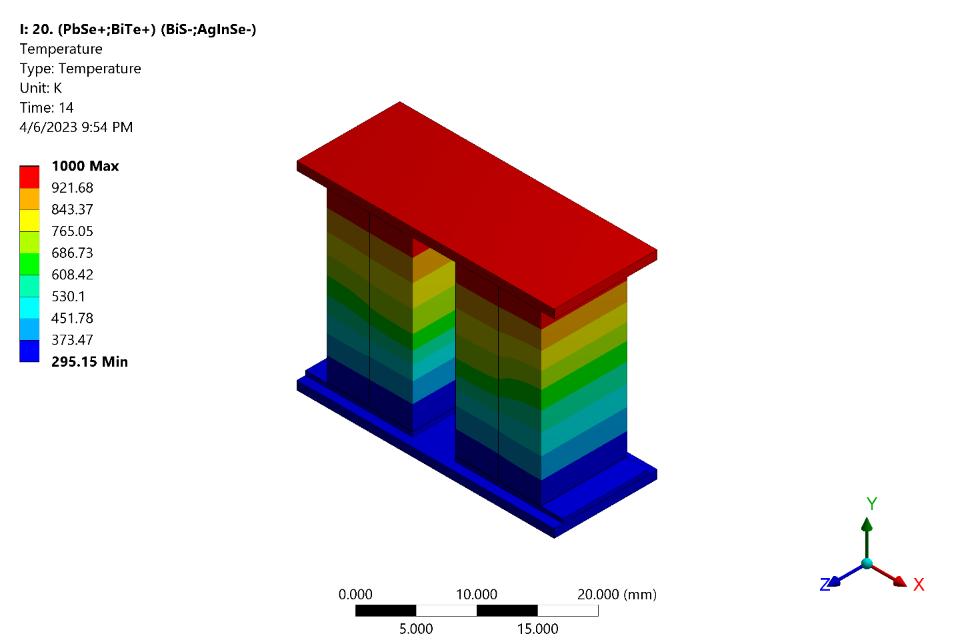 I: 20. (PbSe+;BiTe+) (BiS-;AgInSe-)
Temperature
Type: Temperature
Unit: K
Time: 14
4/6/2023 9:54 PM
1000 Max
921.68
843.37
765.05
686.73
608.42
530.1
451.78
373.47
295.15 Min
Y
Z
X
0.000
10.000
20.000 (mm)
5.000
15.000